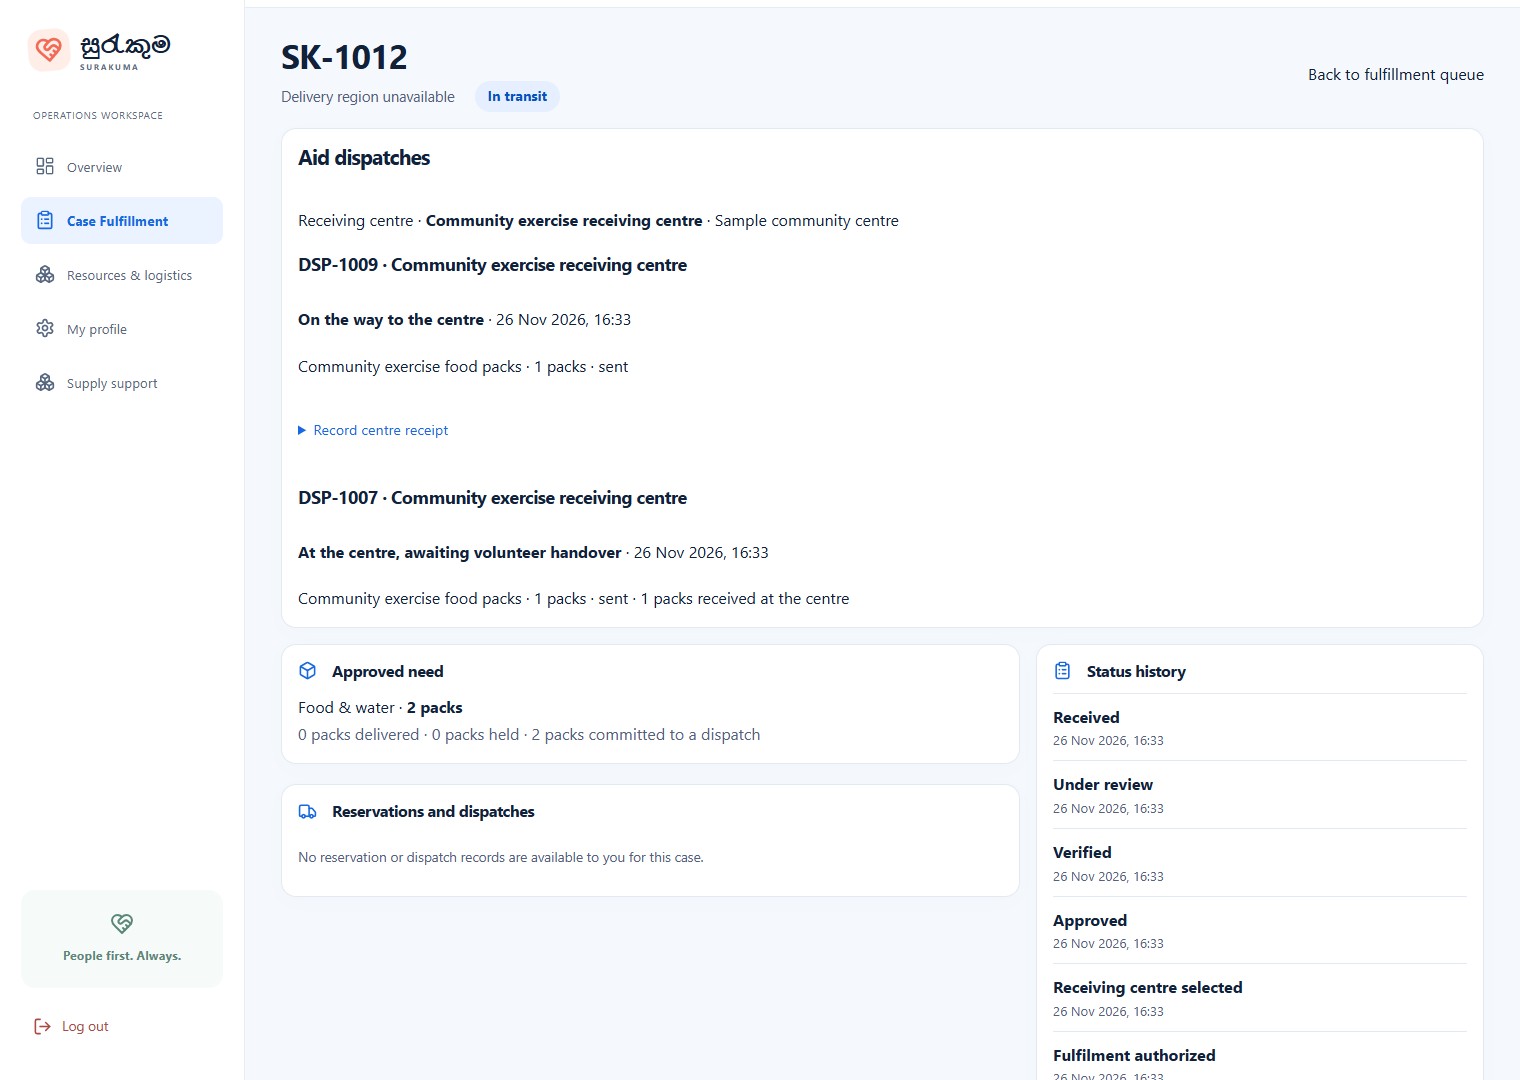 සුරැකුම
SURAKUMA
OPERATIONS WORKSPACE
Overview
Case Fulfillment
Resources & logistics
My profile
Supply support
People first. Always.
Log out
SK-1012
Delivery region unavailable
In transit
Back to fulfillment queue
Aid dispatches
Receiving centre · Community exercise receiving centre · Sample community centre
DSP-1009 · Community exercise receiving centre
On the way to the centre · 26 Nov 2026, 16:33
Community exercise food packs · 1 packs · sent
Record centre receipt
DSP-1007 · Community exercise receiving centre
At the centre, awaiting volunteer handover · 26 Nov 2026, 16:33
Community exercise food packs · 1 packs · sent · 1 packs received at the centre
Approved need
Food & water · 2 packs
0 packs delivered · 0 packs held · 2 packs committed to a dispatch
Reservations and dispatches
No reservation or dispatch records are available to you for this case.
Status history
Received
26 Nov 2026, 16:33
Under review
26 Nov 2026, 16:33
Verified
26 Nov 2026, 16:33
Approved
26 Nov 2026, 16:33
Receiving centre selected
26 Nov 2026, 16:33
Fulfilment authorized
26 Nov 2026, 16:33